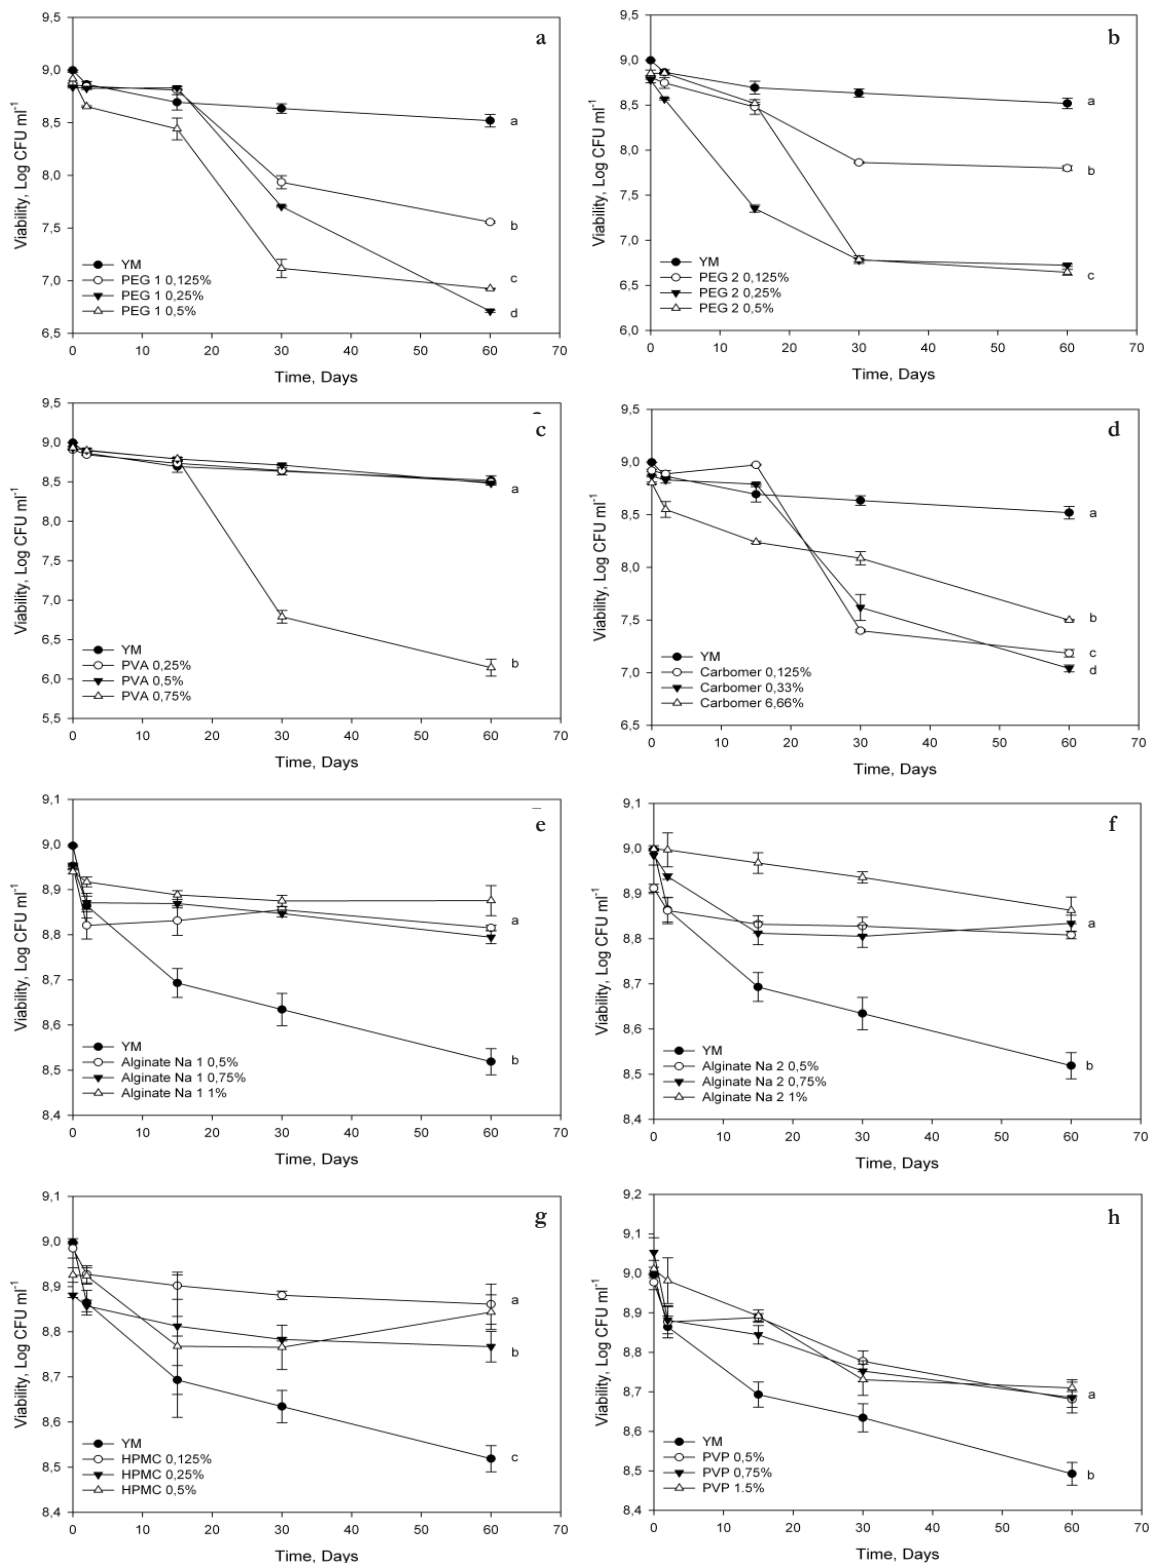 a
Viability, Log CFU ml-1
9,5
9,0
8,5
8,0
7,5
7,0
6,5
a
b
c
d
YM
PEG 1 0,125%
PEG 1 0,25%
PEG 1 0,5%
0 10 20 30 40 50 60 70
Time, Days
b
Viability, Log CFU ml-1
9,5
9,0
8,5
8,0
7,5
7,0
6,5
6,0
a
b
c
YM
PEG 2 0,125%
PEG 2 0,25%
PEG 2 0,5%
0 10 20 30 40 50 60 70
Time, Days
c
Viability, Log CFU ml-1
9,5
9,0
8,5
8,0
7,5
7,0
6,5
6,0
5,5
a
b
YM
PVA 0,25%
PVA 0,5%
PVA 0,75%
0 10 20 30 40 50 60 70
Time, Days
d
Viability, Log CFU ml-1
9,5
9,0
8,5
8,0
7,5
7,0
6,5
a
b
c
d
YM
Carbomer 0,125%
Carbomer 0,33%
Carbomer 6,66%
0 10 20 30 40 50 60 70
Time, Days
e
Viability, Log CFU ml-1
9,1
9,0
8,9
8,8
8,7
8,6
8,5
8,4
a
b
YM
Alginate Na 1 0,5%
Alginate Na 1 0,75%
Alginate Na 1 1%
0 10 20 30 40 50 60 70
Time, Days
f
Viability, Log CFU ml-1
9,1
9,0
8,9
8,8
8,7
8,6
8,5
8,4
a
b
YM
Alginate Na 2 0,5%
Alginate Na 2 0,75%
Alginate Na 2 1%
0 10 20 30 40 50 60 70
Time, Days
g
Viability, Log CFU ml-1
9,1
9,0
8,9
8,8
8,7
8,6
8,5
8,4
a
b
c
YM
HPMC 0,125%
HPMC 0,25%
HPMC 0,5%
0 10 20 30 40 50 60 70
Time, Days
h
Viability, Log CFU ml-1
9,2
9,1
9,0
8,9
8,8
8,7
8,6
8,5
8,4
a
b
YM
PVP 0,5%
PVP 0,75%
PVP 1.5%
0 10 20 30 40 50 60 70
Time, Days